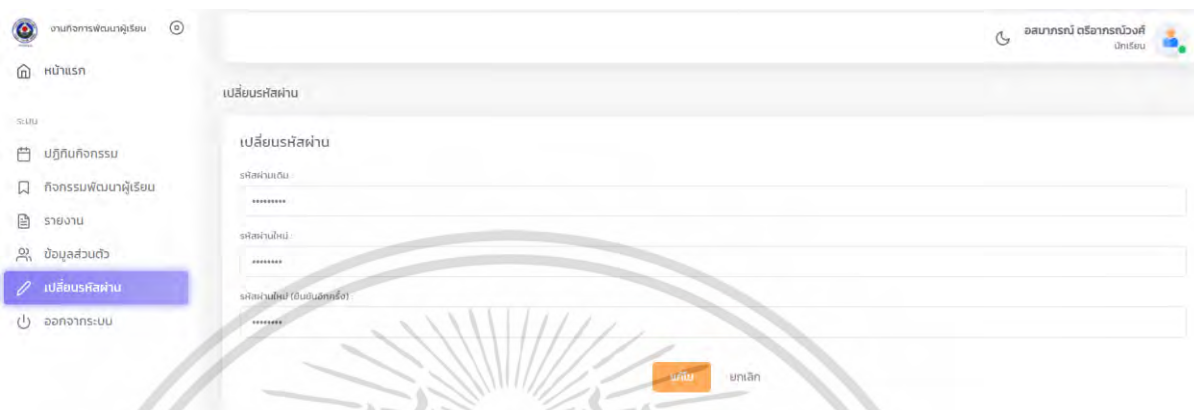 งานกิจการพัฒนาผู้เรียน
อสมาภรณ์ ตรีอาภรณ์วงศ์
นักเรียน
หน้าแรก
เปลี่ยนรหัสผ่าน
ระบบ
เปลี่ยนรหัสผ่าน
ปฏิทินกิจกรรม
รหัสผ่านเดิม :
กิจกรรมพัฒนาผู้เรียน
•••••••••
รายงาน
รหัสผ่านใหม่ :
ข้อมูลส่วนตัว
••••••••
เปลี่ยนรหัสผ่าน
รหัสผ่านใหม่ (ยืนยันอีกครั้ง) :
ออกจากระบบ
••••••••
แก้ไข
ยกเลิก